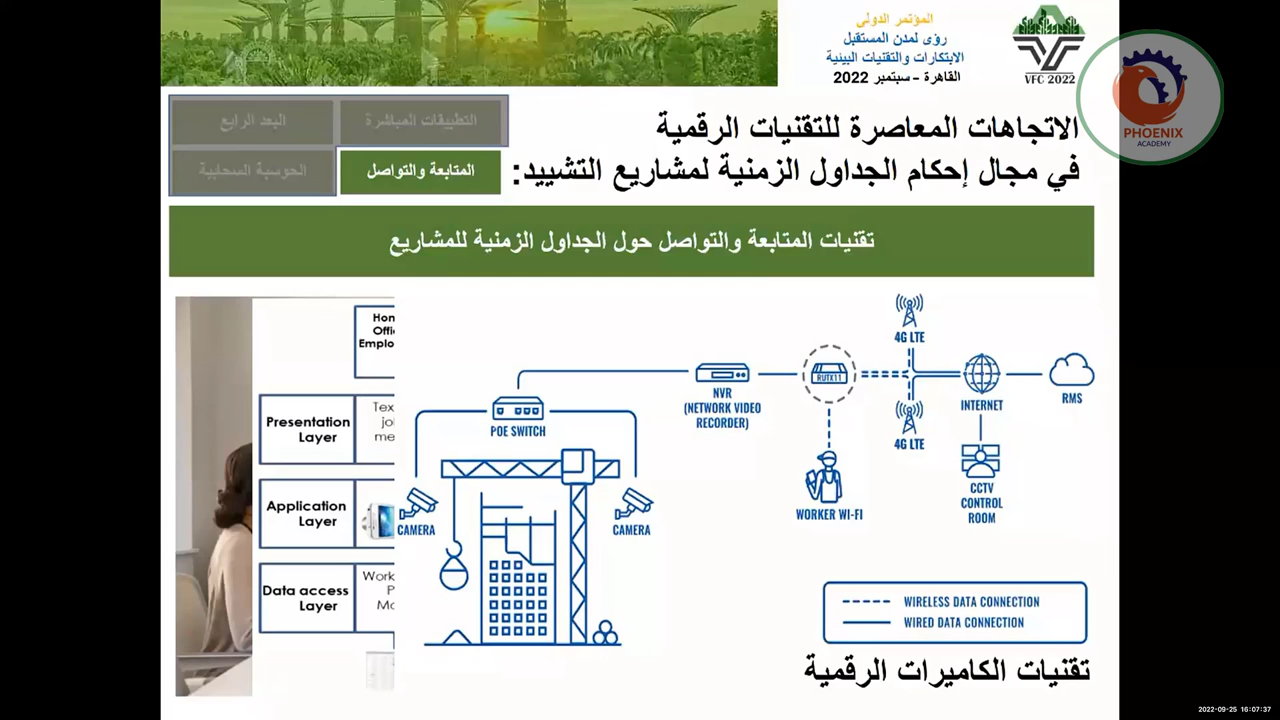 المؤتمر الدولى
رؤى لمدن المستقبل
الابتكارات والتقنيات البيئية
القاهرة - سبتمبر 2022
VFC 2022
PHOENIX
ACADEMY
الاتجاهات المعاصرة للتقنيات الرقمية
في مجال إحكام الجداول الزمنية لمشاريع التشييد:
التطبيقات المباشرة
البعد الرابع
المتابعة والتواصل
الحوسبة السحابية
تقنيات المتابعة والتواصل حول الجداول الزمنية للمشاريع
Presentation
Layer
Application
Layer
Data access
Layer
POE SWITCH
CAMERA
CAMERA
NVR
(NETWORK VIDEO
RECORDER)
RUTX11
WORKER WI-FI
4G LTE
4G LTE
INTERNET
RMS
CCTV
CONTROL
ROOM
WIRELESS DATA CONNECTION
WIRED DATA CONNECTION
تقنيات الكاميرات الرقمية
2022-09-25 16:07:37